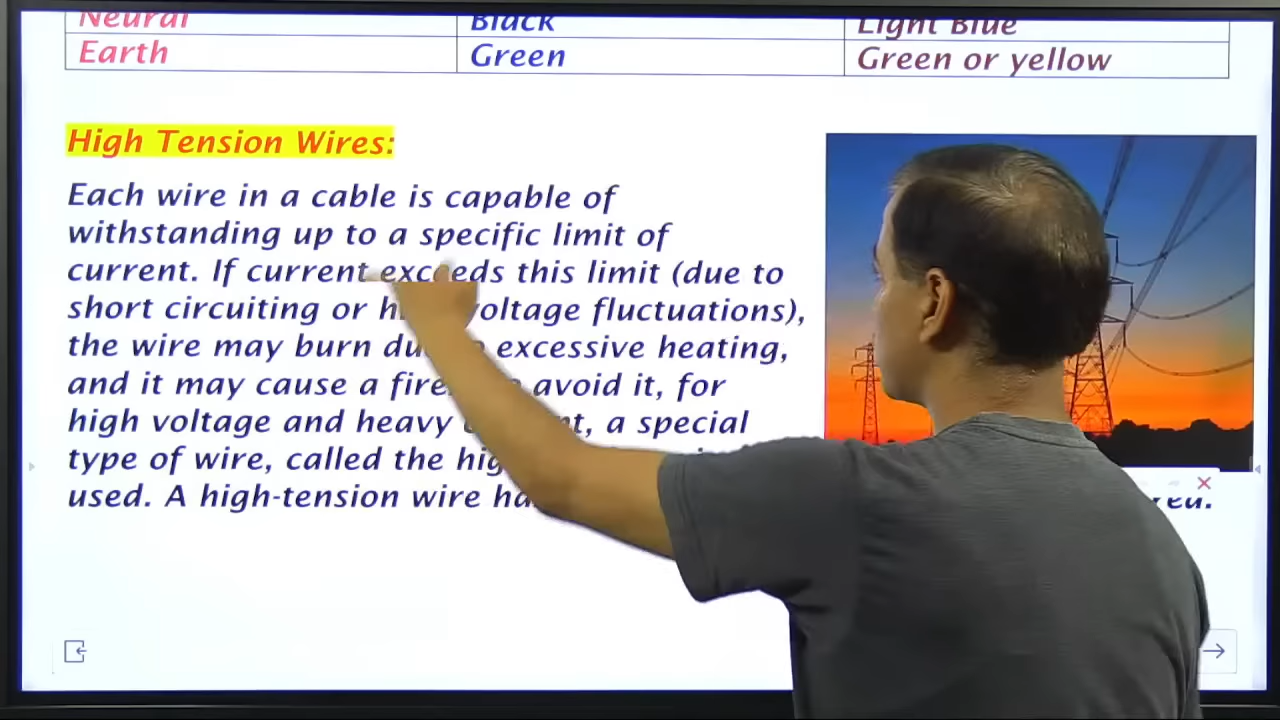 Neural Black Light Blue
Earth Green Green or yellow
High Tension Wires:
Each wire in a cable is capable of
withstanding up to a specific limit of
current. If current exceeds this limit (due to
short circuiting or voltage fluctuations),
the wire may burn excessive heating,
and it may cause a fire. avoid it, for
high voltage and heavy a special
type of wire, called the
used. A high-tension wire